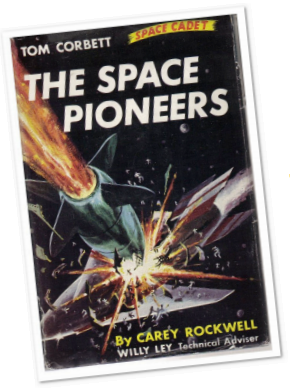 SPACE CADET
TOM CORBETT
THE SPACE
PIONEERS
By CAREY ROCKWELL
WILLY LEY Technical Adviser